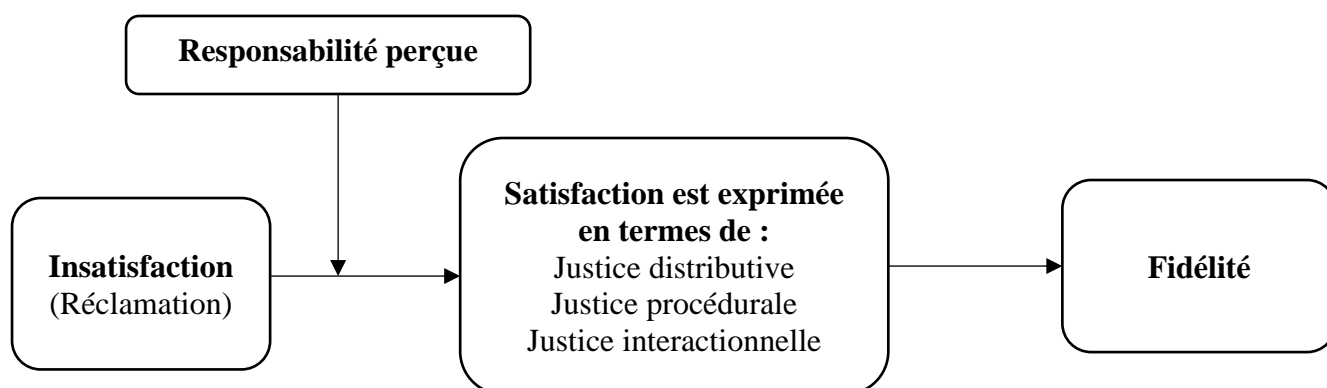 Responsabilité perçue
Insatisfaction
(Réclamation)
Satisfaction est exprimée
en termes de :
Justice distributive
Justice procédurale
Justice interactionnelle
Fidélité